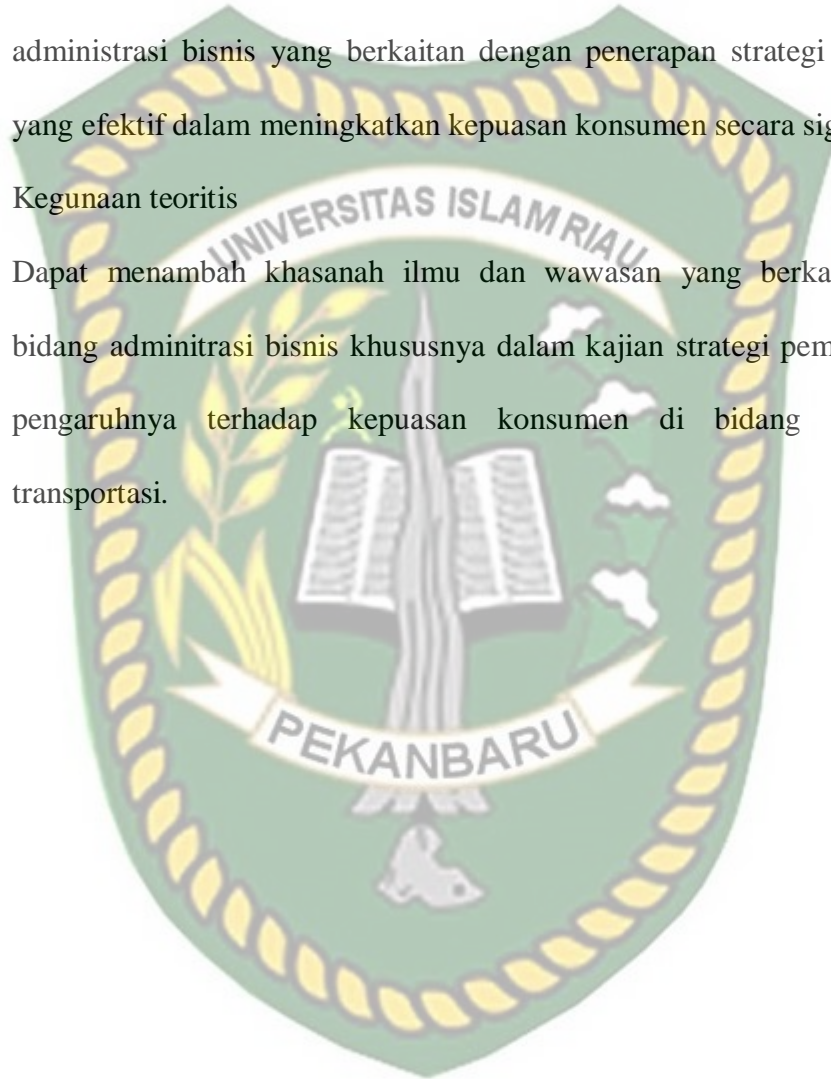 administrasi bisnis yang berkaitan dengan penerapan strategi
yang efektif dalam meningkatkan kepuasan konsumen secara sig
Kegunaan teoritis
UNIVERSITAS ISLAM RIAU
Dapat menambah khasanah ilmu dan wawasan yang berka
bidang adminitrasi bisnis khususnya dalam kajian strategi pem
pengaruhnya terhadap kepuasan konsumen di bidang
transportasi.
PEKANBARU